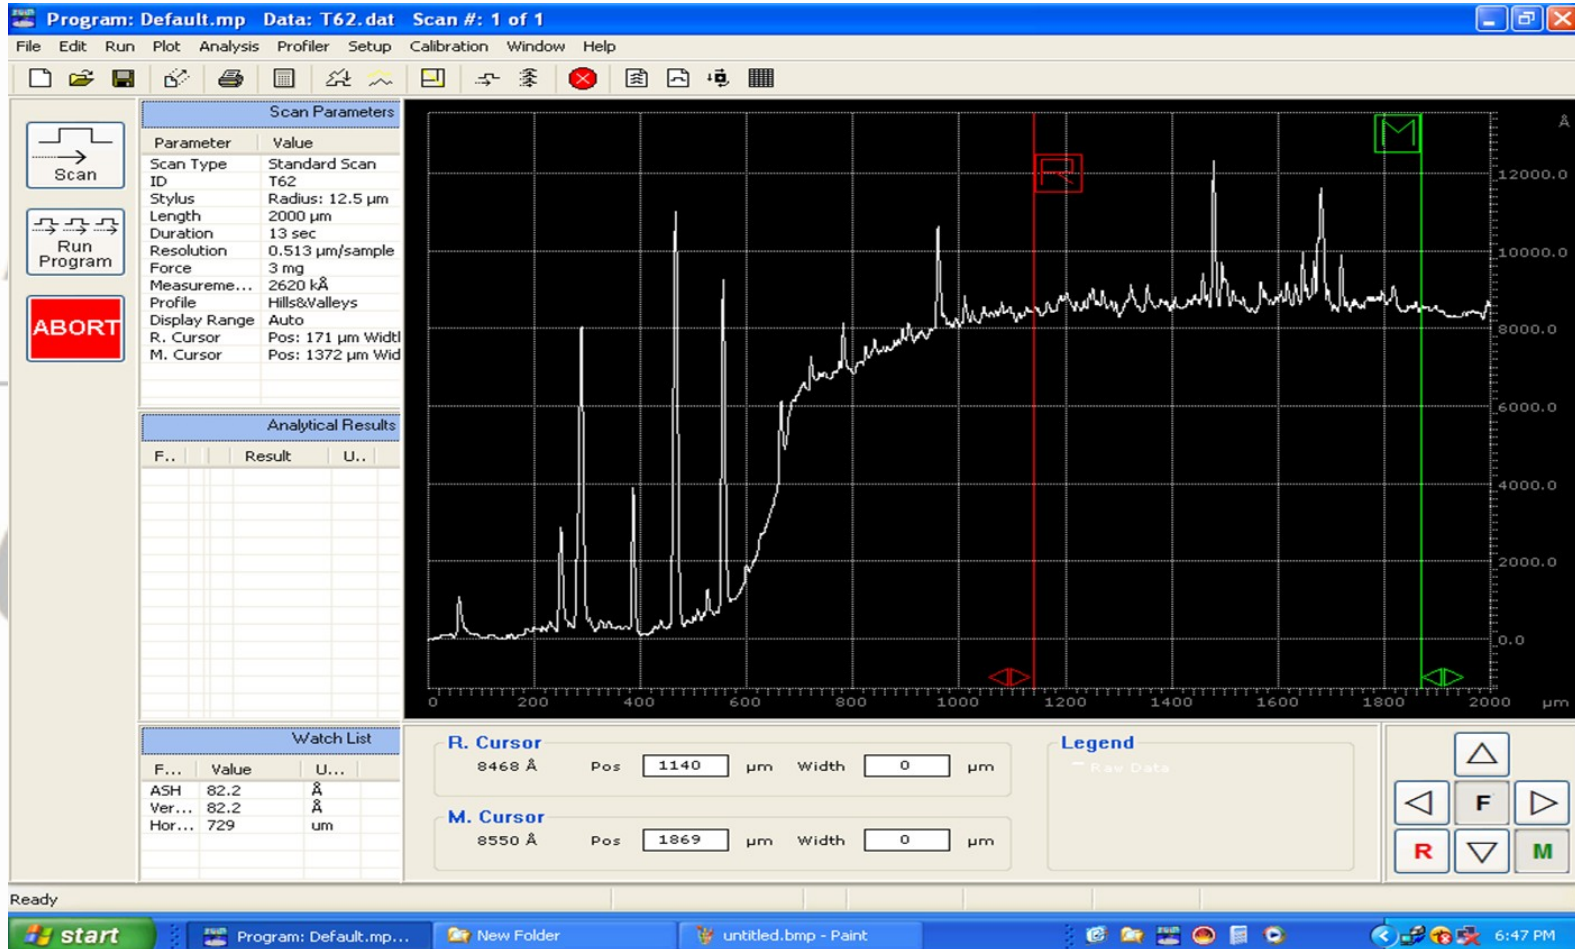 Program: Default.mp Data: T62.dat Scan #: 1 of 1
File Edit Run Plot Analysis Profiler Setup Calibration Window Help
Scan
Run
Program
ABORT
Scan Parameters
Parameter Value
Scan Type Standard Scan
ID T62
Stylus Radius: 12.5 µm
Length 2000 µm
Duration 13 sec
Resolution 0.513 µm/sample
Force 3 mg
Measureme... 2620 kÅ
Profile Hills&Valleys
Display Range Auto
R. Cursor Pos: 171 µm Widt
M. Cursor Pos: 1372 µm Wid
Analytical Results
F.. Result U..
Watch List
F... Value U...
ASH 82.2 Å
Ver... 82.2 Å
Hor... 729 um
R
M
Å
12000.0
10000.0
8000.0
6000.0
4000.0
2000.0
0.0
0 200 400 600 800 1000 1200 1400 1600 1800 2000 µm
R. Cursor
8468 Å Pos 1140 µm Width 0 µm
M. Cursor
8550 Å Pos 1869 µm Width 0 µm
Legend
Raw Data
F
R M
Ready
start Program: Default.mp... New Folder untitled.bmp - Paint 6:47 PM